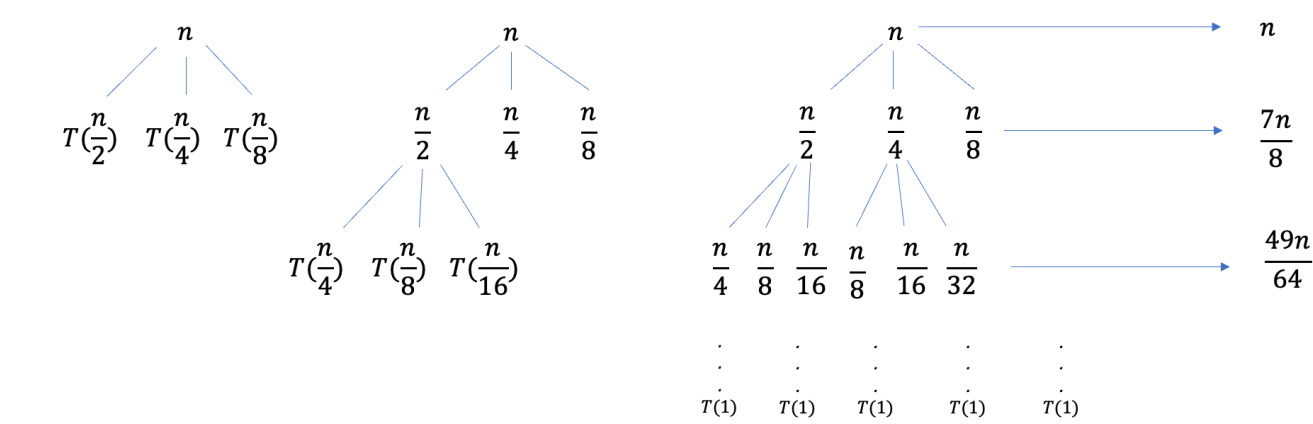 n n n n
T(n/2) T(n/4) T(n/8) n/2 n/4 n/8 n/2 n/4 n/8 7n/8
T(n/4) T(n/8) T(n/16) n/4 n/8 n/16 n/8 n/16 n/32 49n/64
. . . . .
. . . . .
. . . . .
T(1) T(1) T(1) T(1) T(1)